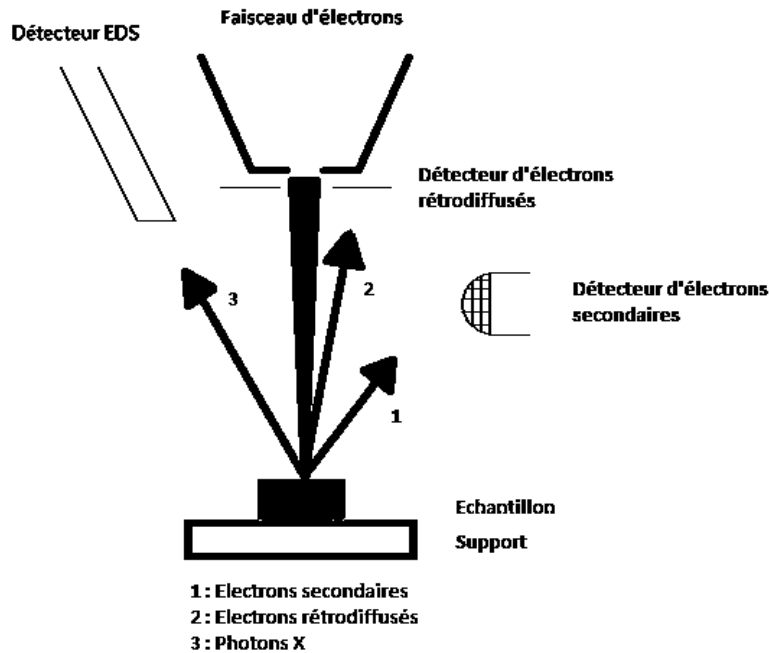 Détecteur EDS
Faisceau d'électrons
Détecteur d'électrons
rétrodiffusés
3
2
Détecteur d'électrons
secondaires
1
Echantillon
Support
1 : Electrons secondaires
2 : Electrons rétrodiffusés
3 : Photons X